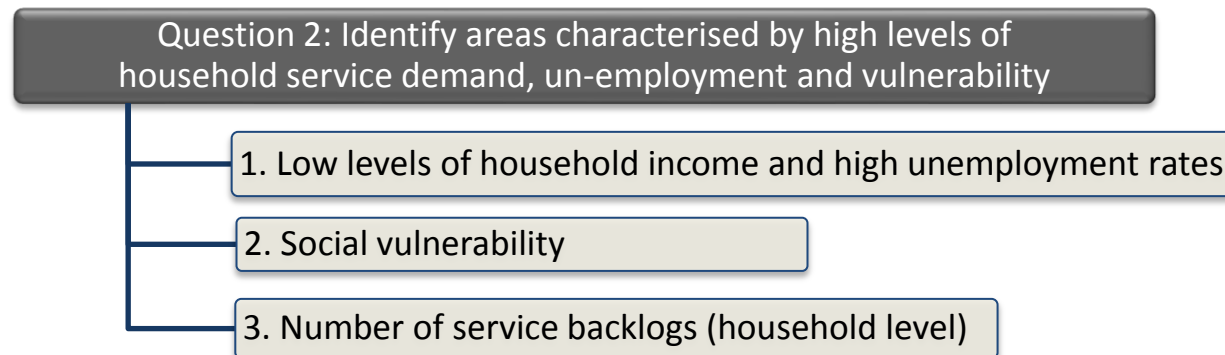 Question 2: Identify areas characterised by high levels of
household service demand, un-employment and vulnerability
1. Low levels of household income and high unemployment rates
2. Social vulnerability
3. Number of service backlogs (household level)